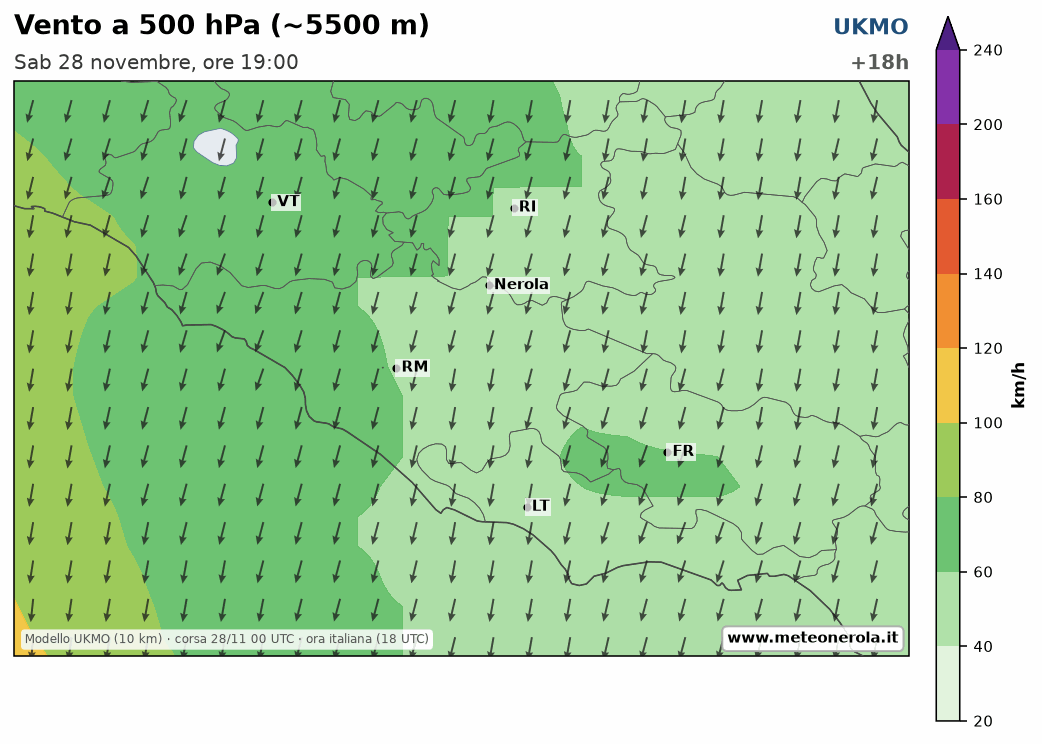 Vento a 500 hPa (~5500 m)
UKMO
Sab 28 novembre, ore 19:00
+18h
VT
RI
Nerola
RM
FR
LT
Modello UKMO (10 km) · corsa 28/11 00 UTC · ora italiana (18 UTC)
www.meteonerola.it
240
200
160
140
120
100
80
60
40
20
km/h